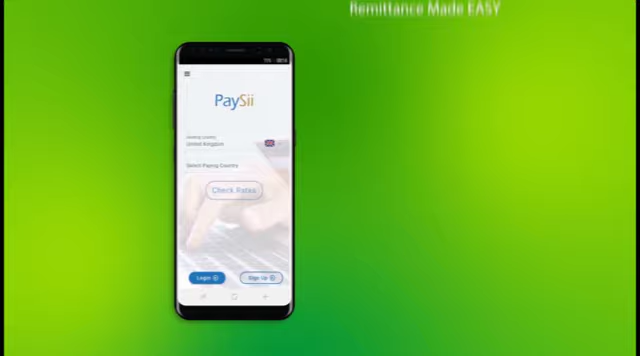 Remittance Made EASY
PaySii
Sending Country
United Kingdom
Select Paying Country
Check Rates
Login
Sign Up